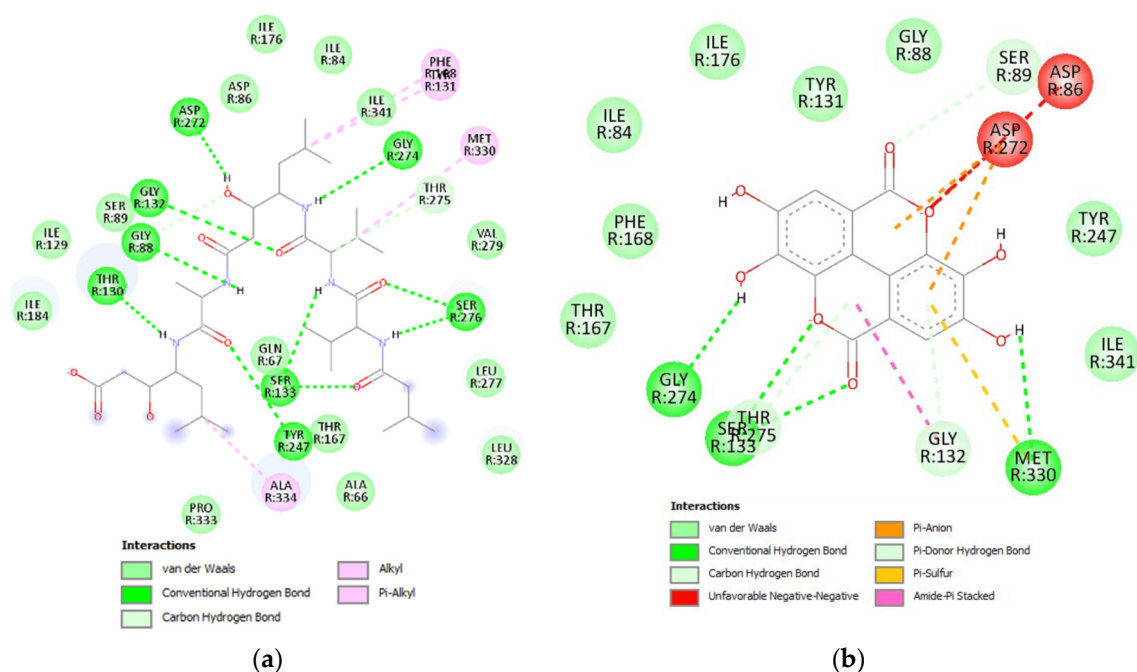 ILE
R:176
ILE
R:84
PHE
R:168
TYR
R:131
ASP
R:86
ASP
R:272
ILE
R:341
MET
R:330
GLY
R:274
H
O
H
N
THR
R:275
GLY
R:132
SER
R:89
O
O
ILE
R:129
GLY
R:88
VAL
R:279
H
N
N
H
O
THR
R:130
SER
R:276
ILE
R:184
H
N
O
N
H
GLN
R:67
SER
R:133
O
LEU
R:277
O
O
O
TYR
R:247
THR
R:167
LEU
R:328
ALA
R:334
ALA
R:66
PRO
R:333
Interactions
van der Waals
Conventional Hydrogen Bond
Carbon Hydrogen Bond
Alkyl
Pi-Alkyl
(a)
ILE
R:176
GLY
R:88
SER
R:89
ASP
R:86
TYR
R:131
ILE
R:84
ASP
R:272
O
H O
O
PHE
R:168
TYR
R:247
H
O
O
H
THR
R:167
O
O
H
ILE
R:341
GLY
R:274
O
SER
R:133
THR
R:275
GLY
R:132
MET
R:330
Interactions
van der Waals
Conventional Hydrogen Bond
Carbon Hydrogen Bond
Unfavorable Negative-Negative
Pi-Anion
Pi-Donor Hydrogen Bond
Pi-Sulfur
Amide-Pi Stacked
(b)